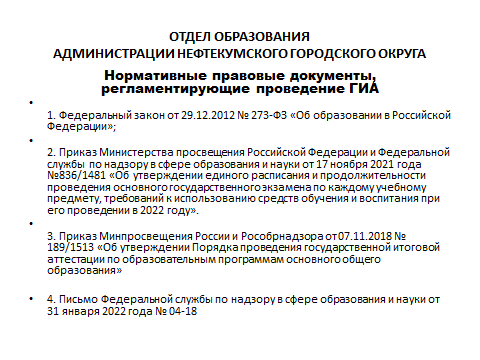 ОТДЕЛ ОБРАЗОВАНИЯ
АДМИНИСТРАЦИИ НЕФТЕКУМСКОГО ГОРОДСКОГО ОКРУГА
Нормативные правовые документы,
регламентирующие проведение ГИА
•
1. Федеральный закон от 29.12.2012 № 273-ФЗ «Об образовании в Российской
Федерации»;
•
2. Приказ Министерства просвещения Российской Федерации и Федеральной
службы по надзору в сфере образования и науки от 17 ноября 2021 года
№836/1481 «Об утверждении единого расписания и продолжительности
проведения основного государственного экзамена по каждому учебному
предмету, требований к использованию средств обучения и воспитания при
его проведении в 2022 году».
•
3. Приказ Минпросвещения России и Рособрнадзора от 07.11.2018 №
189/1513 «Об утверждении Порядка проведения государственной итоговой
аттестации по образовательным программам основного общего
образования»
• 4. Письмо Федеральной службы по надзору в сфере образования и науки от
31 января 2022 года № 04-18